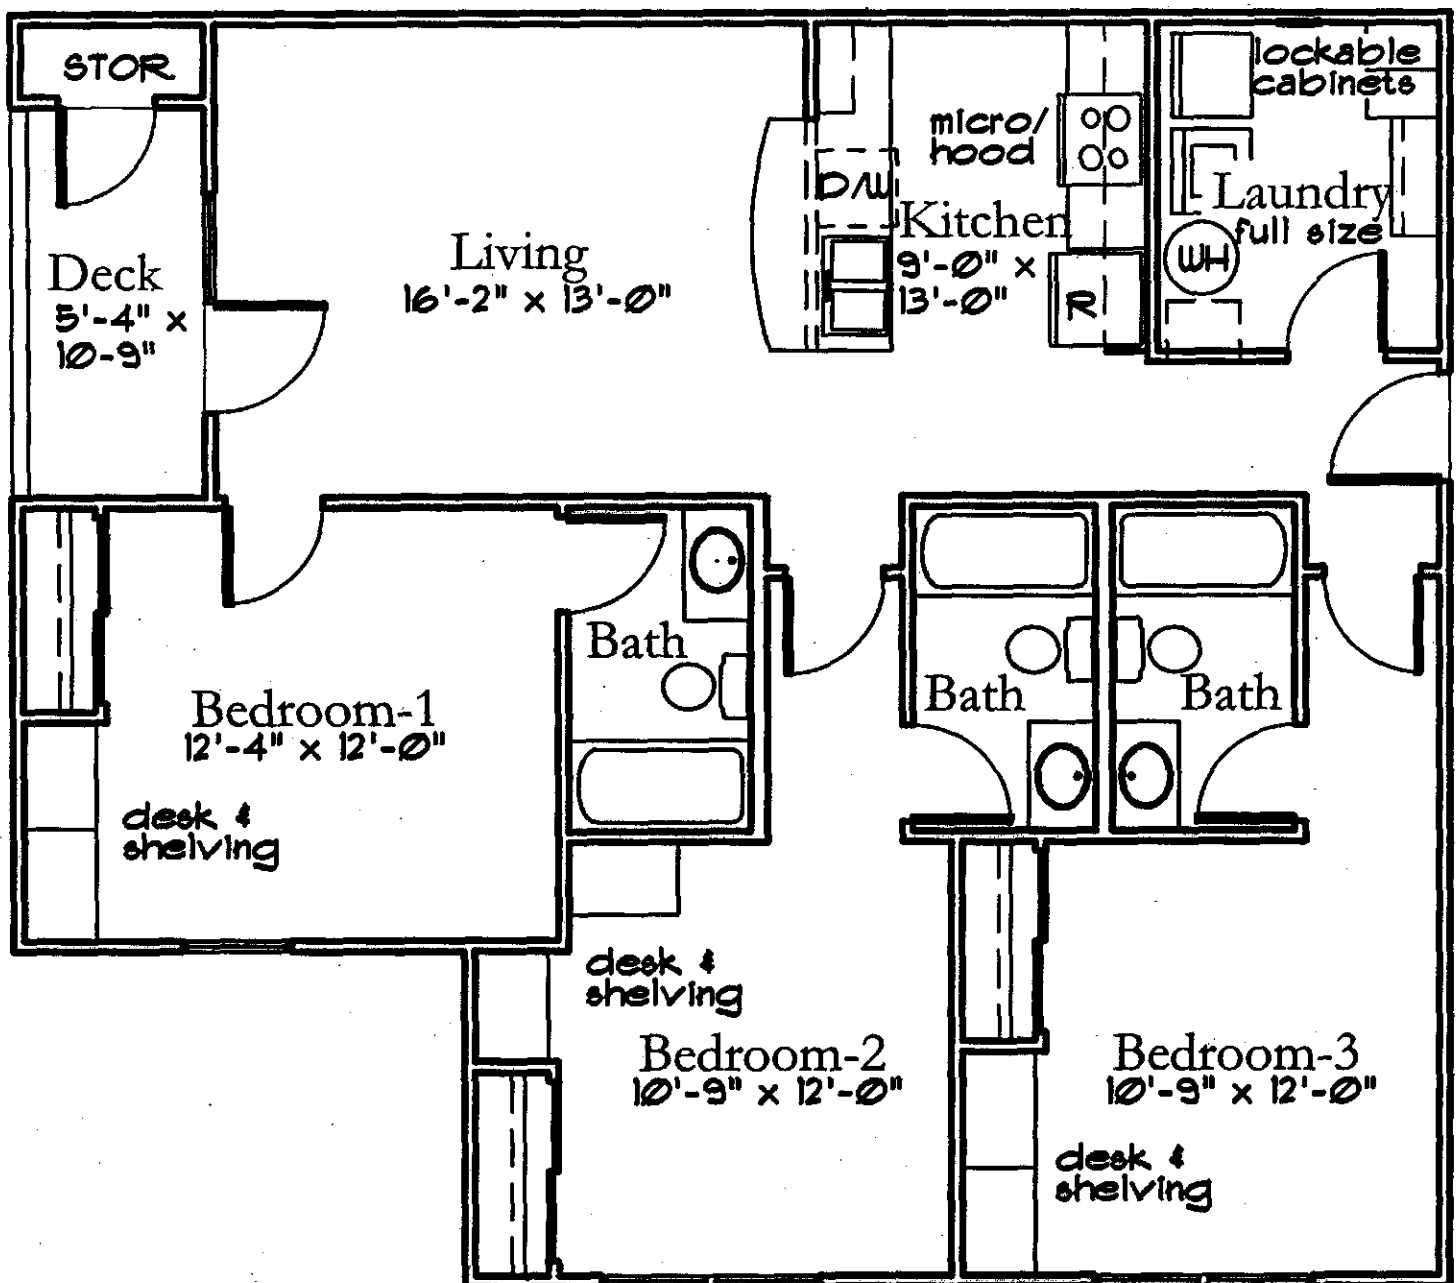 STOR
lockable
cabinets
micro/
hood
D/W
Laundry
full size
Kitchen
9'-0" x
13'-0"
WH
R
Living
16'-2" x 13'-0"
Deck
5'-4" x
10-9"
Bath
Bedroom-1
12'-4" x 12'-0"
Bath
Bath
desk &
shelving
desk &
shelving
Bedroom-2
10'-9" x 12'-0"
Bedroom-3
10'-9" x 12'-0"
desk &
shelving